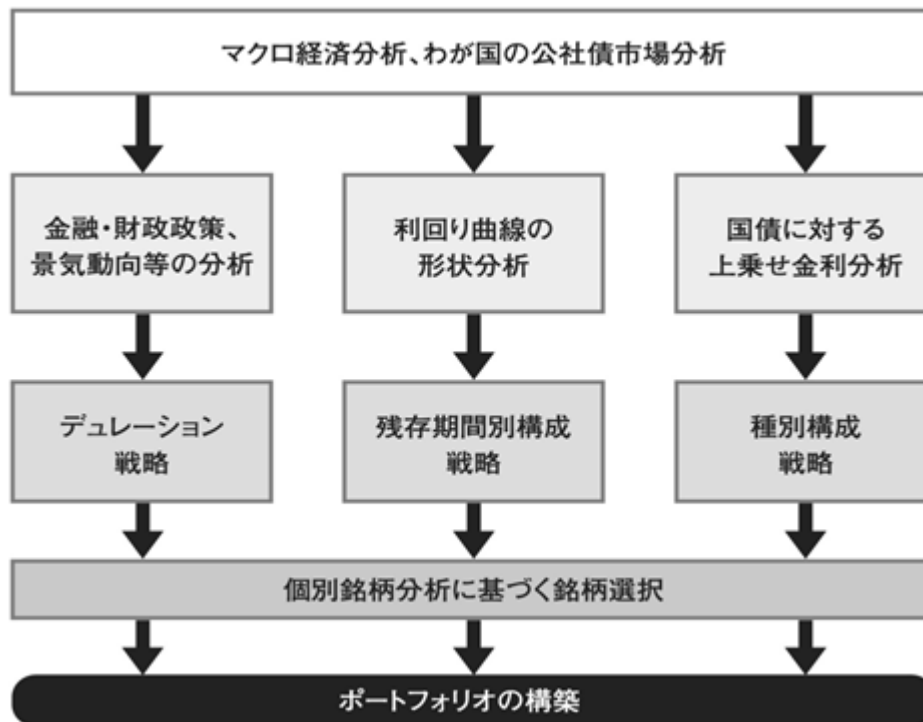 マクロ経済分析、わが国の公社債市場分析
金融・財政政策、
景気動向等の分析
利回り曲線の
形状分析
国債に対する
上乗せ金利分析
デュレーション
戦略
残存期間別構成
戦略
種別構成
戦略
個別銘柄分析に基づく銘柄選択
ポートフォリオの構築